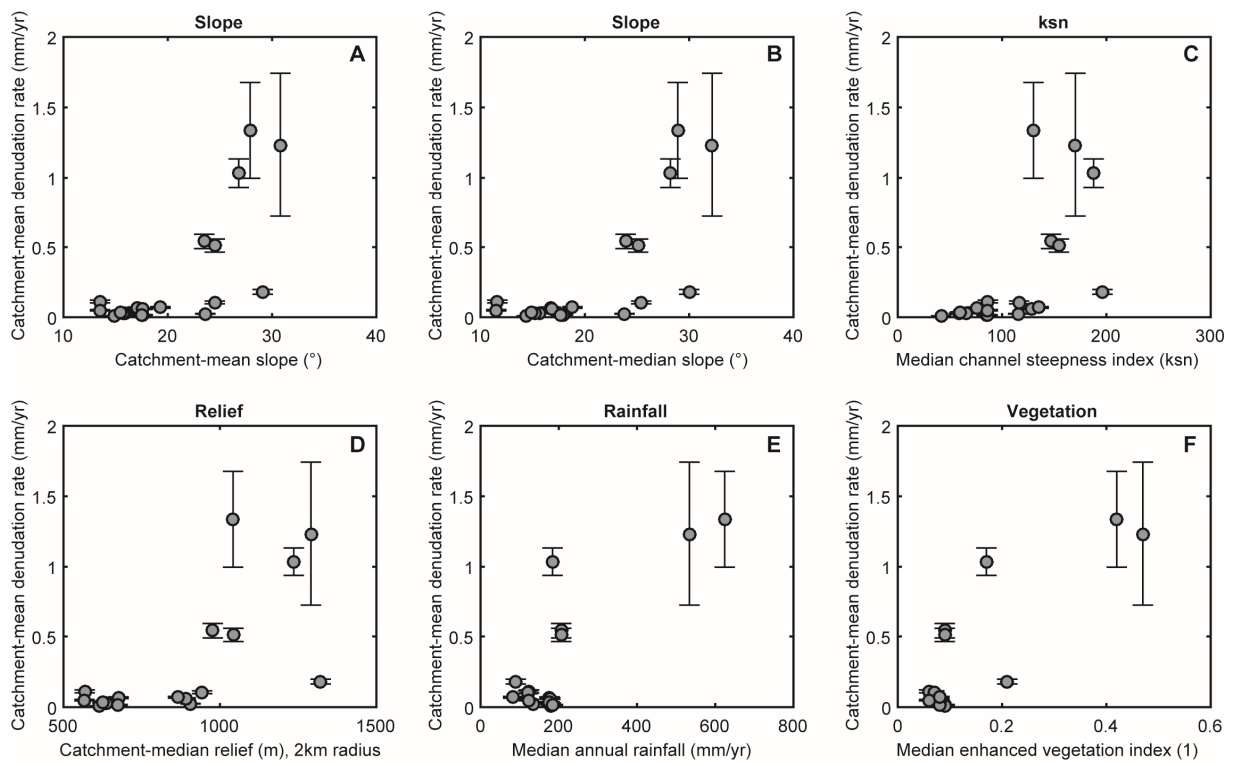 Slope
A
Catchment-mean denudation rate (mm/yr)
2
1.5
1
0.5
0
10
20
30
40
Catchment-mean slope (°)
Slope
B
Catchment-mean denudation rate (mm/yr)
2
1.5
1
0.5
0
10
20
30
40
Catchment-median slope (°)
ksn
C
Catchment-mean denudation rate (mm/yr)
2
1.5
1
0.5
0
0
100
200
300
Median channel steepness index (ksn)
Relief
D
Catchment-mean denudation rate (mm/yr)
2
1.5
1
0.5
0
500
1000
1500
Catchment-median relief (m), 2km radius
Rainfall
E
Catchment-mean denudation rate (mm/yr)
2
1.5
1
0.5
0
0
200
400
600
800
Median annual rainfall (mm/yr)
Vegetation
F
Catchment-mean denudation rate (mm/yr)
2
1.5
1
0.5
0
0
0.2
0.4
0.6
Median enhanced vegetation index (1)